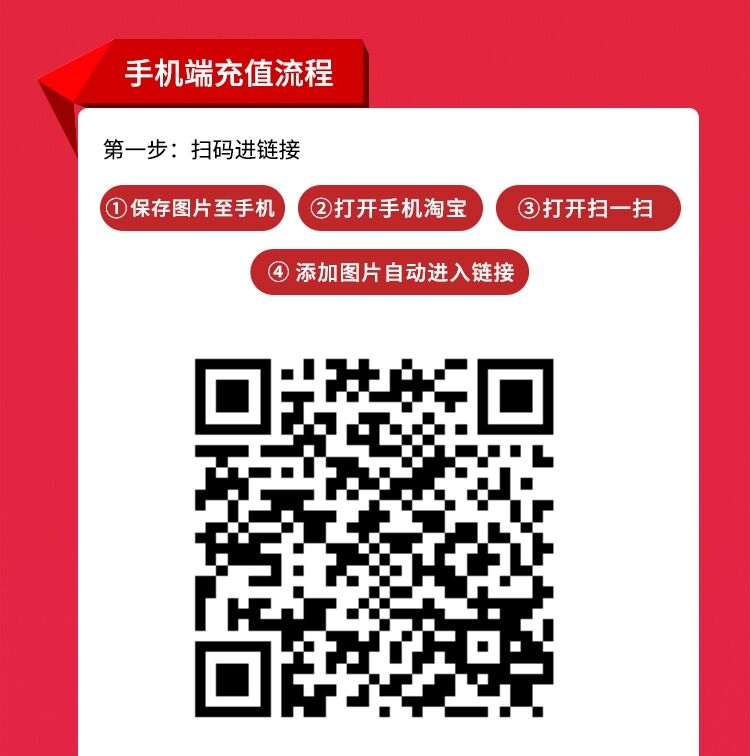 手机端充值流程
第一步：扫码进链接
①保存图片至手机
②打开手机淘宝
③打开扫一扫
④ 添加图片自动进入链接